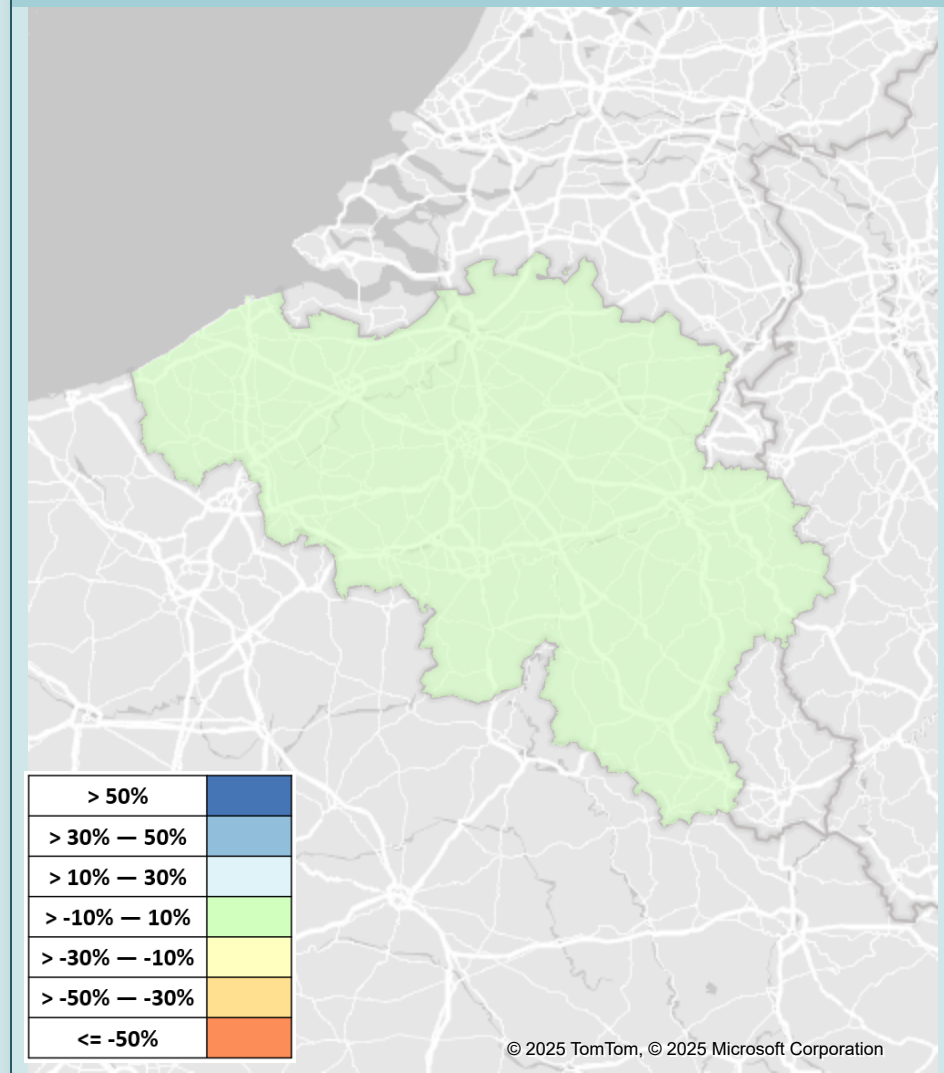 > 50%
> 30% — 50%
> 10% — 30%
> -10% — 10%
> -30% — -10%
> -50% — -30%
<= -50%
© 2025 TomTom, © 2025 Microsoft Corporation